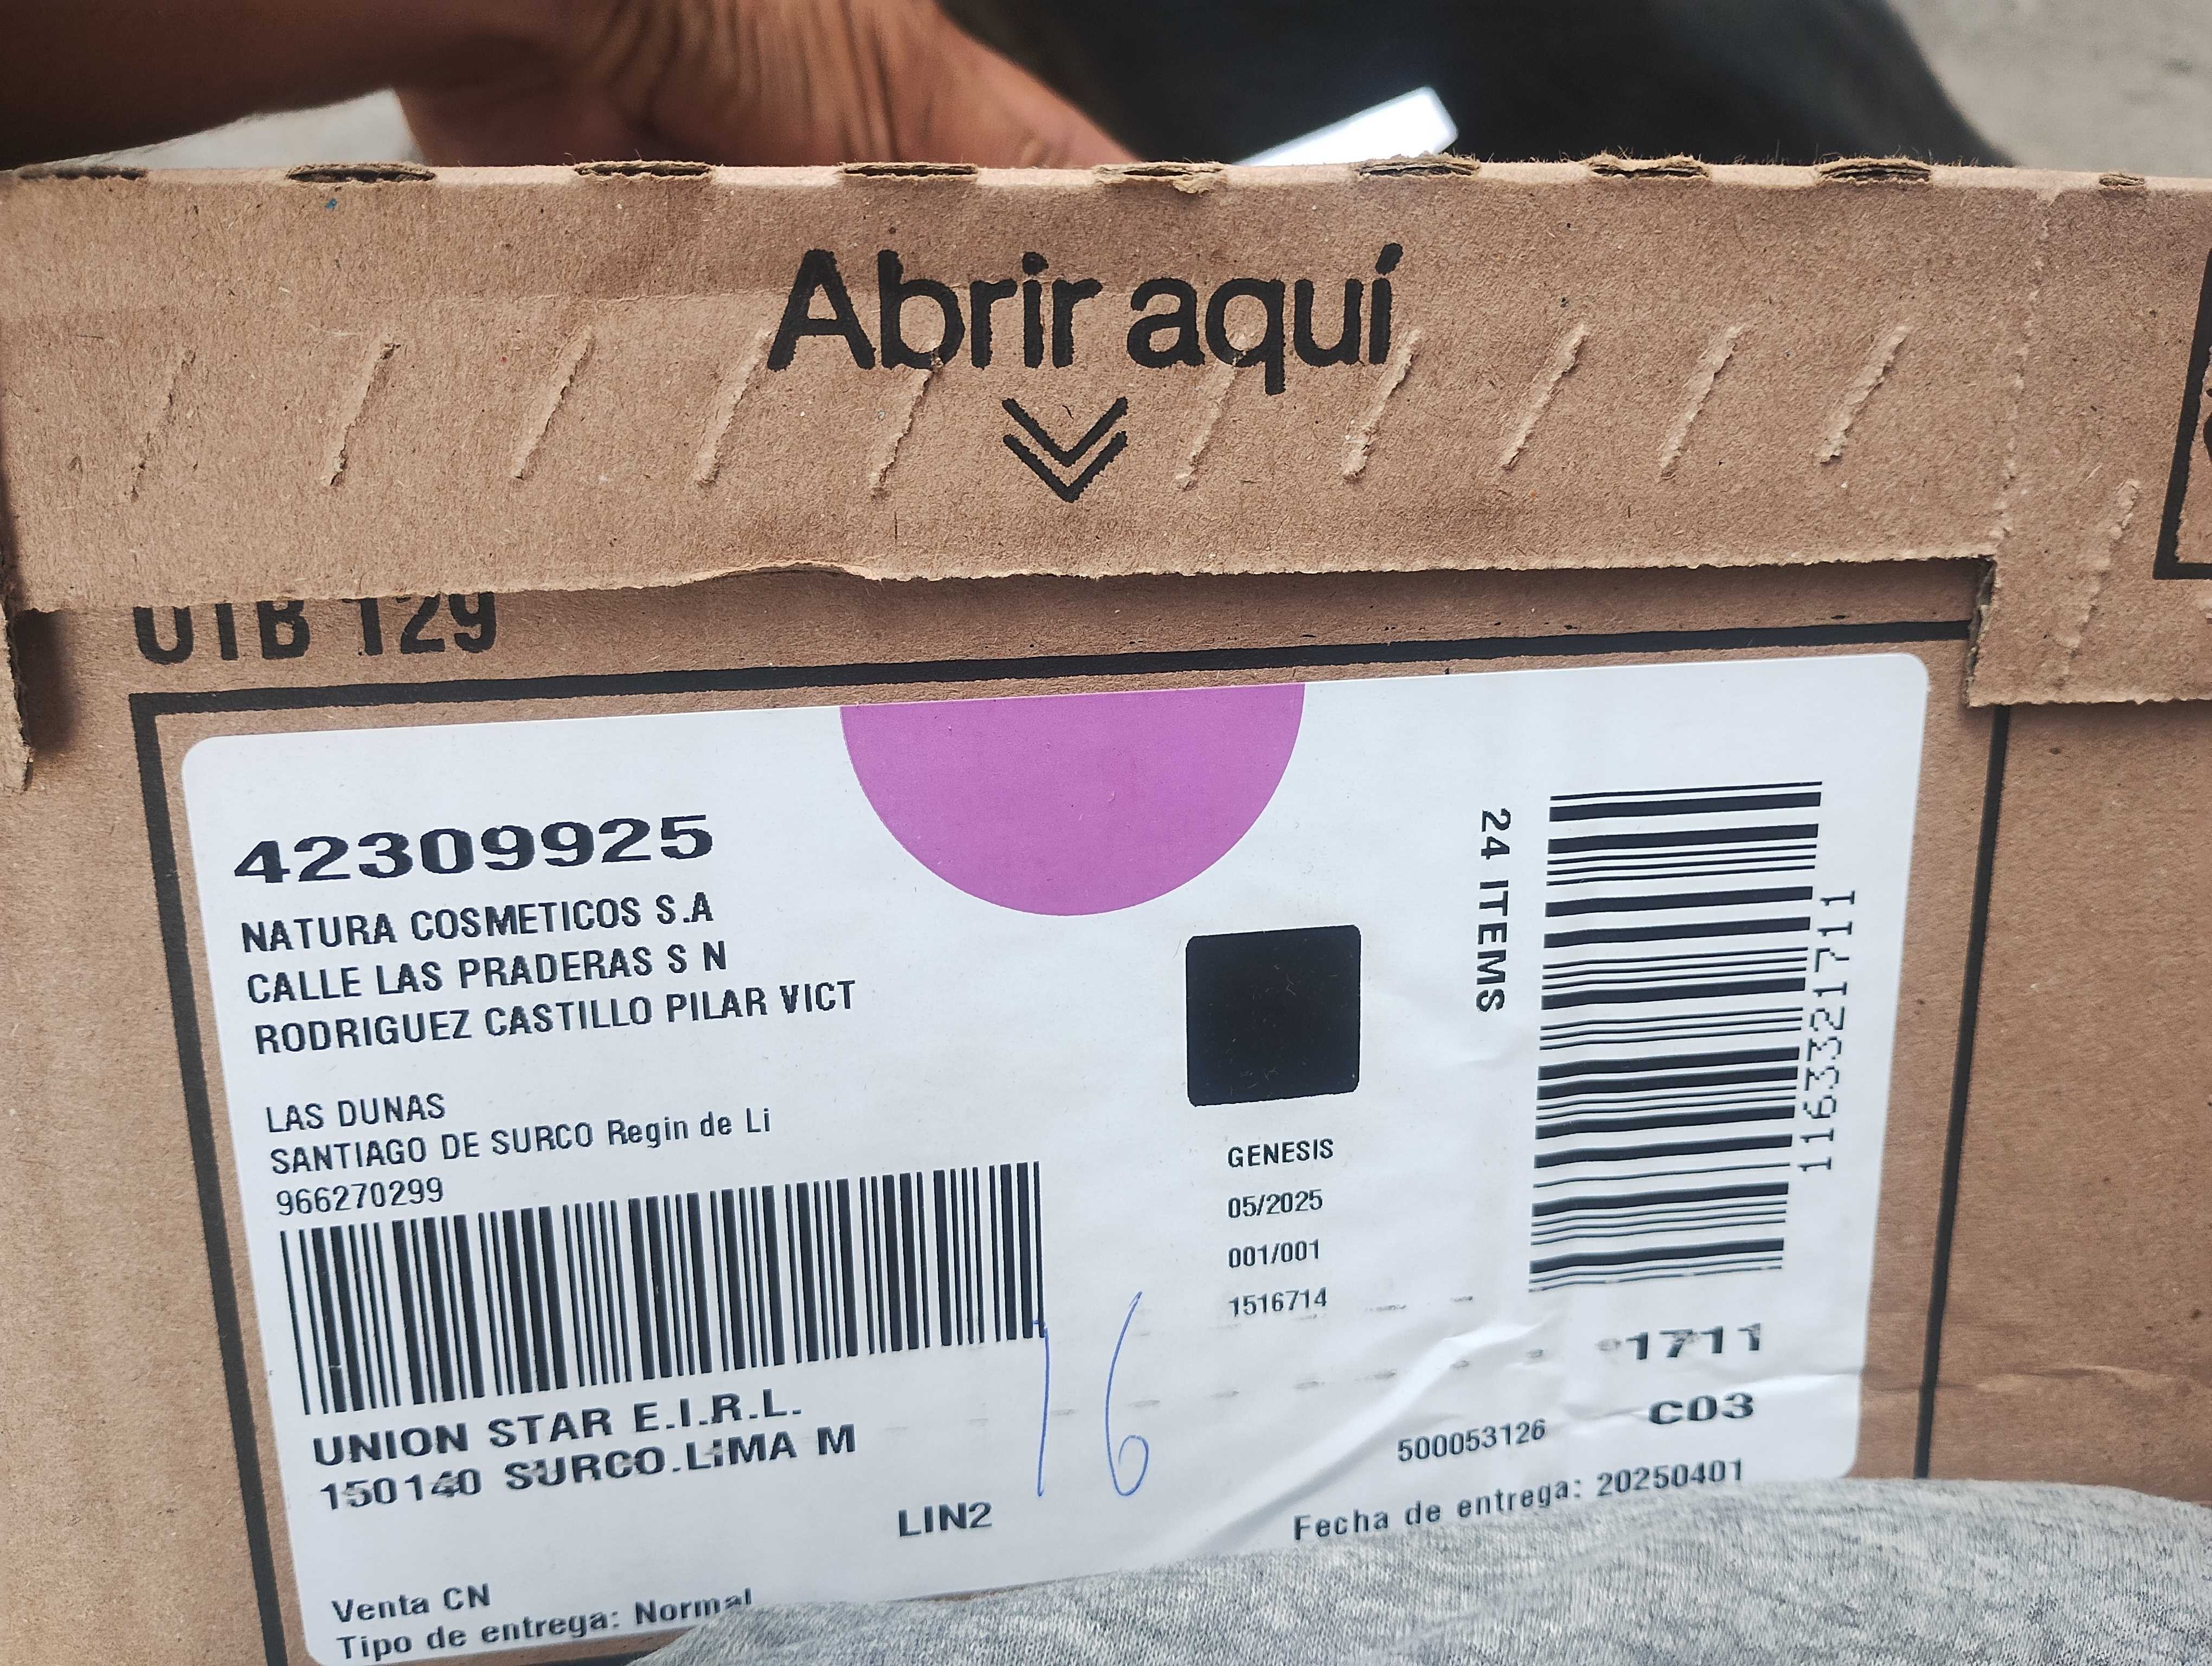 Abrir aquí
UTB 129
42309925
NATURA COSMETICOS S.A
CALLE LAS PRADERAS S N
RODRIGUEZ CASTILLO PILAR VICT
LAS DUNAS
SANTIAGO DE SURCO Regin de Li
966270299
UNION STAR E.I.R.L.
150140 SURCO.LIMA M
LIN2
16
Venta CN
Tipo de entrega: Normal
GENESIS
05/2025
001/001
1516714
24 ITEMS
1163321711
1711
C03
500053126
Fecha de entrega: 20250401